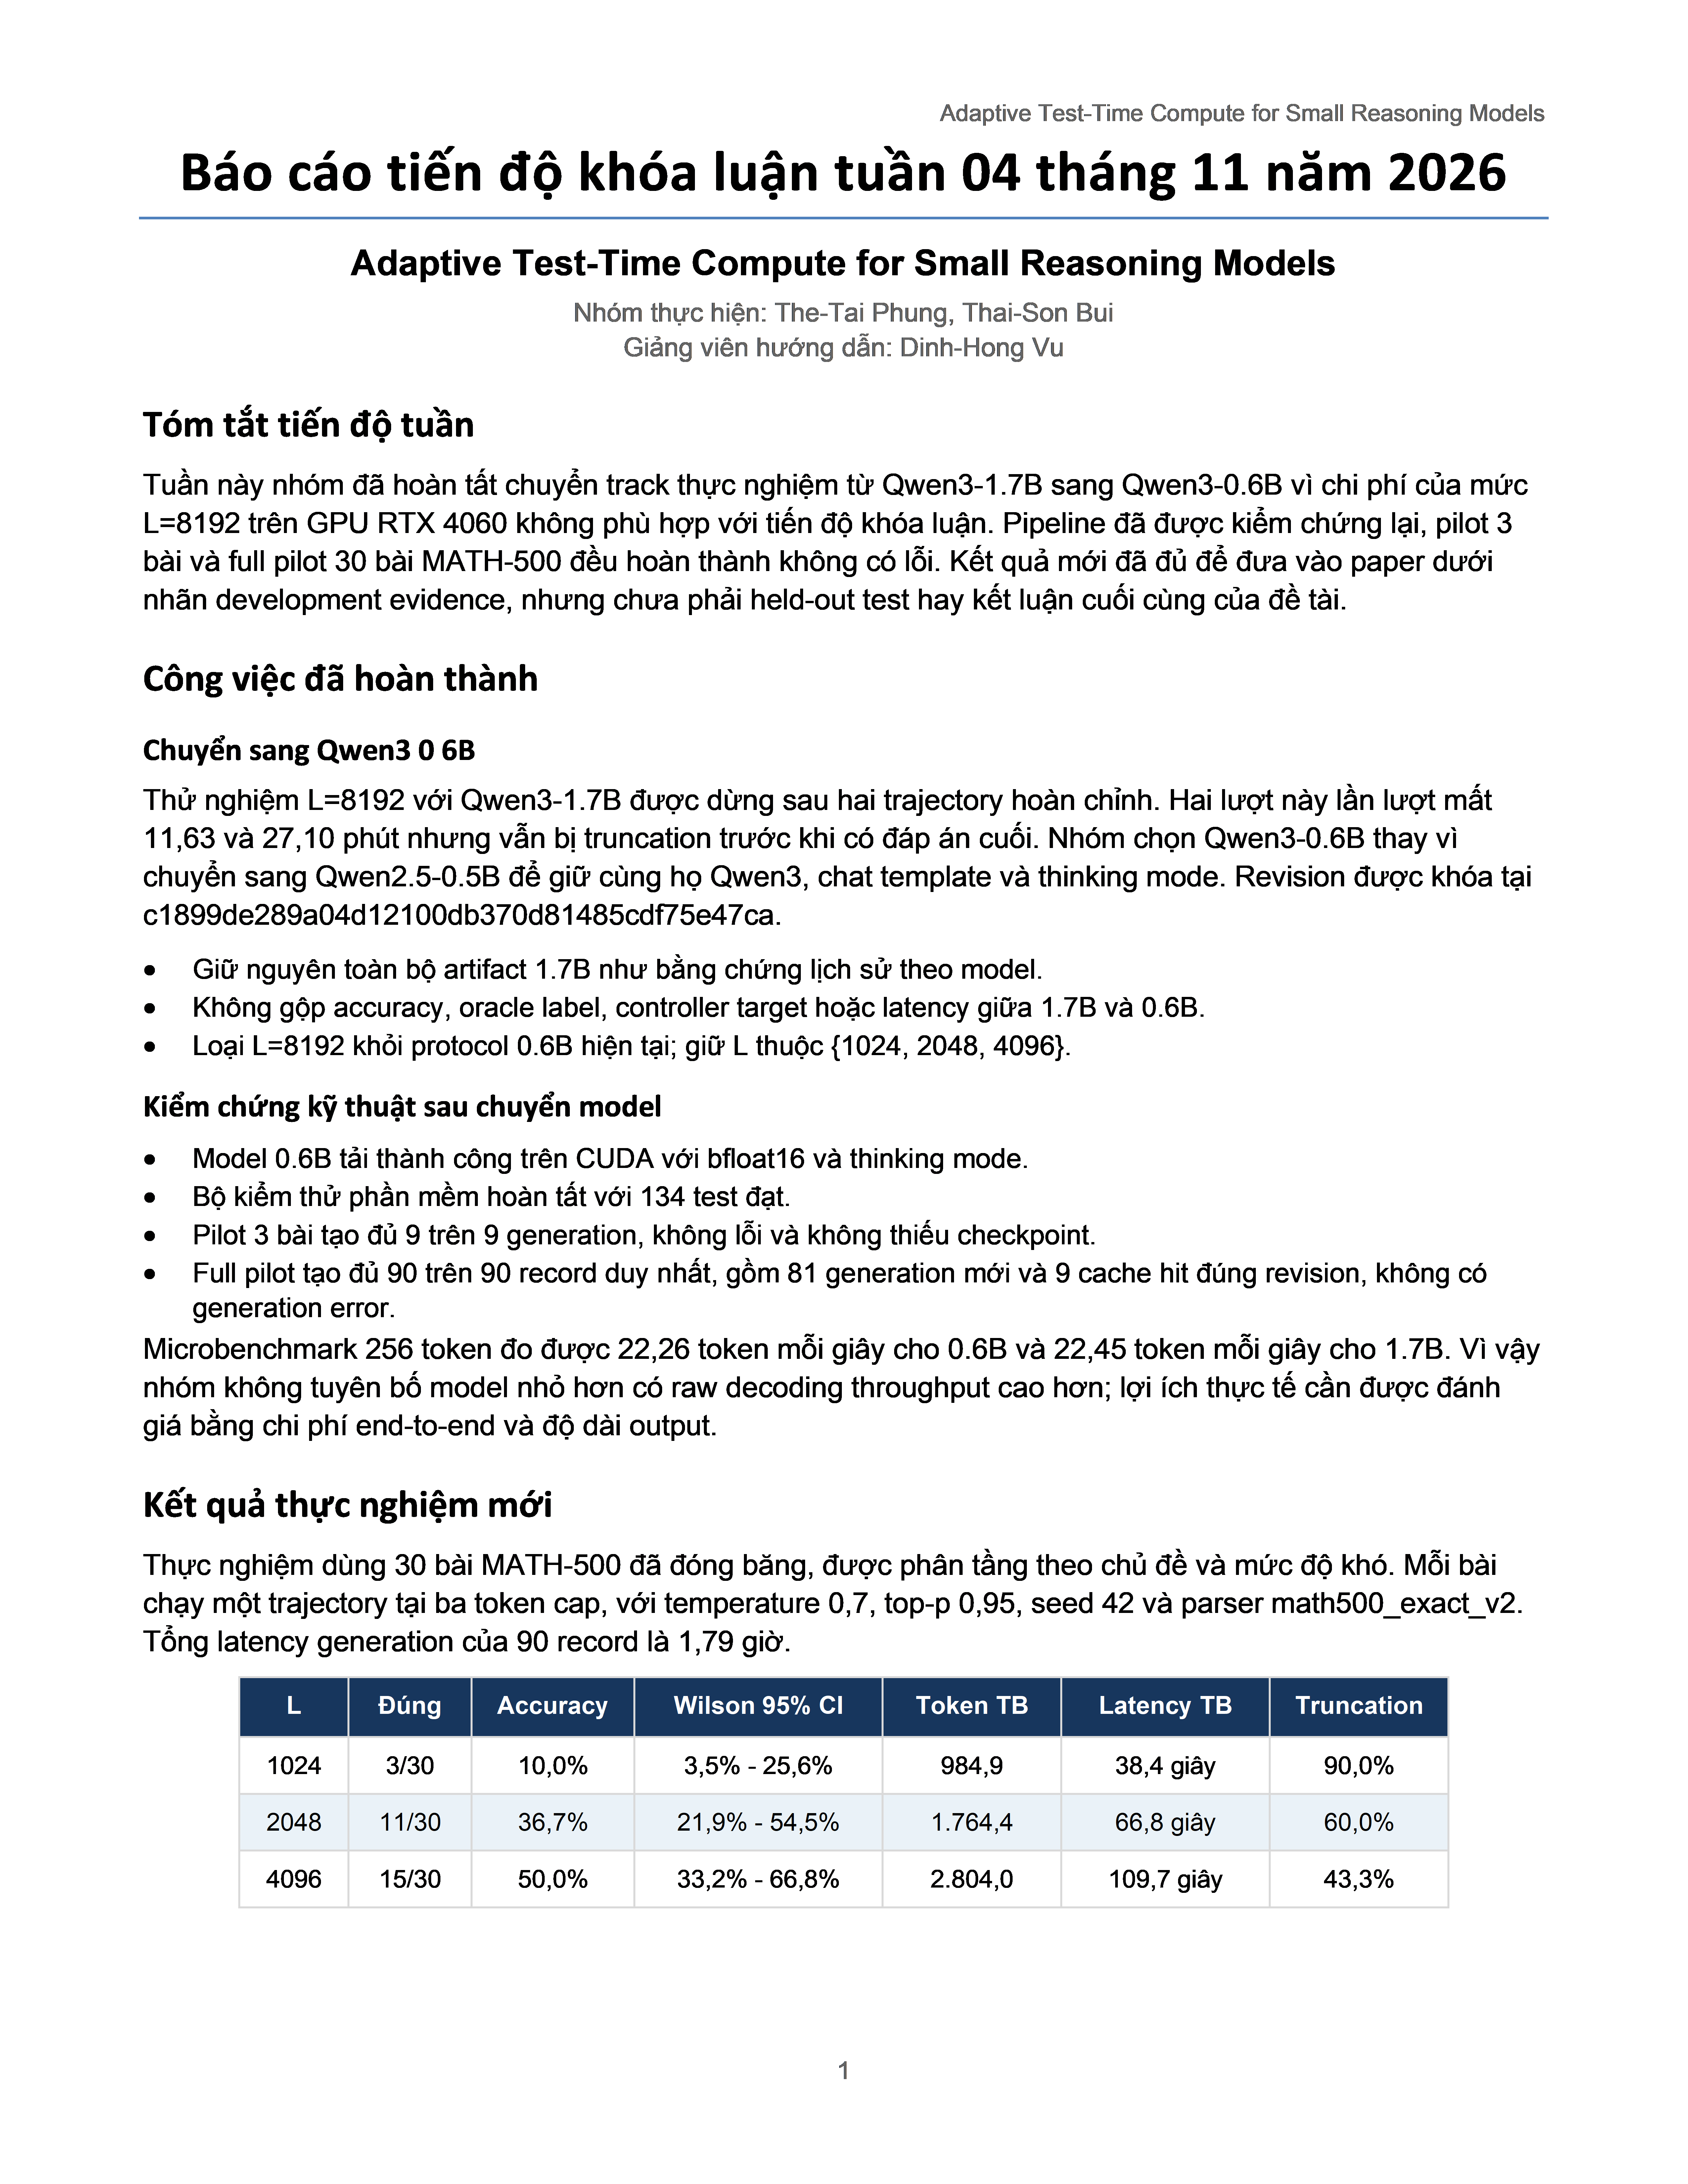 Adaptive Test-Time Compute for Small Reasoning Models
Báo cáo tiến độ khóa luận tuần 04 tháng 11 năm 2026
Adaptive Test-Time Compute for Small Reasoning Models
Nhóm thực hiện: The-Tai Phung, Thai-Son Bui
Giảng viên hướng dẫn: Dinh-Hong Vu
Tóm tắt tiến độ tuần
Tuần này nhóm đã hoàn tất chuyển track thực nghiệm từ Qwen3-1.7B sang Qwen3-0.6B vì chi phí của mức
L=8192 trên GPU RTX 4060 không phù hợp với tiến độ khóa luận. Pipeline đã được kiểm chứng lại, pilot 3
bài và full pilot 30 bài MATH-500 đều hoàn thành không có lỗi. Kết quả mới đã đủ để đưa vào paper dưới
nhãn development evidence, nhưng chưa phải held-out test hay kết luận cuối cùng của đề tài.
Công việc đã hoàn thành
Chuyển sang Qwen3 0 6B
Thử nghiệm L=8192 với Qwen3-1.7B được dừng sau hai trajectory hoàn chỉnh. Hai lượt này lần lượt mất
11,63 và 27,10 phút nhưng vẫn bị truncation trước khi có đáp án cuối. Nhóm chọn Qwen3-0.6B thay vì
chuyển sang Qwen2.5-0.5B để giữ cùng họ Qwen3, chat template và thinking mode. Revision được khóa tại
c1899de289a04d12100db370d81485cdf75e47ca.
• Giữ nguyên toàn bộ artifact 1.7B như bằng chứng lịch sử theo model.
• Không gộp accuracy, oracle label, controller target hoặc latency giữa 1.7B và 0.6B.
• Loại L=8192 khỏi protocol 0.6B hiện tại; giữ L thuộc {1024, 2048, 4096}.
Kiểm chứng kỹ thuật sau chuyển model
• Model 0.6B tải thành công trên CUDA với bfloat16 và thinking mode.
• Bộ kiểm thử phần mềm hoàn tất với 134 test đạt.
• Pilot 3 bài tạo đủ 9 trên 9 generation, không lỗi và không thiếu checkpoint.
• Full pilot tạo đủ 90 trên 90 record duy nhất, gồm 81 generation mới và 9 cache hit đúng revision, không có
generation error.
Microbenchmark 256 token đo được 22,26 token mỗi giây cho 0.6B và 22,45 token mỗi giây cho 1.7B. Vì vậy
nhóm không tuyên bố model nhỏ hơn có raw decoding throughput cao hơn; lợi ích thực tế cần được đánh
giá bằng chi phí end-to-end và độ dài output.
Kết quả thực nghiệm mới
Thực nghiệm dùng 30 bài MATH-500 đã đóng băng, được phân tầng theo chủ đề và mức độ khó. Mỗi bài
chạy một trajectory tại ba token cap, với temperature 0,7, top-p 0,95, seed 42 và parser math500_exact_v2.
Tổng latency generation của 90 record là 1,79 giờ.
L Đúng Accuracy Wilson 95% CI Token TB Latency TB Truncation
1024 3/30 10,0% 3,5% - 25,6% 984,9 38,4 giây 90,0%
2048 11/30 36,7% 21,9% - 54,5% 1.764,4 66,8 giây 60,0%
4096 15/30 50,0% 33,2% - 66,8% 2.804,0 109,7 giây 43,3%
1